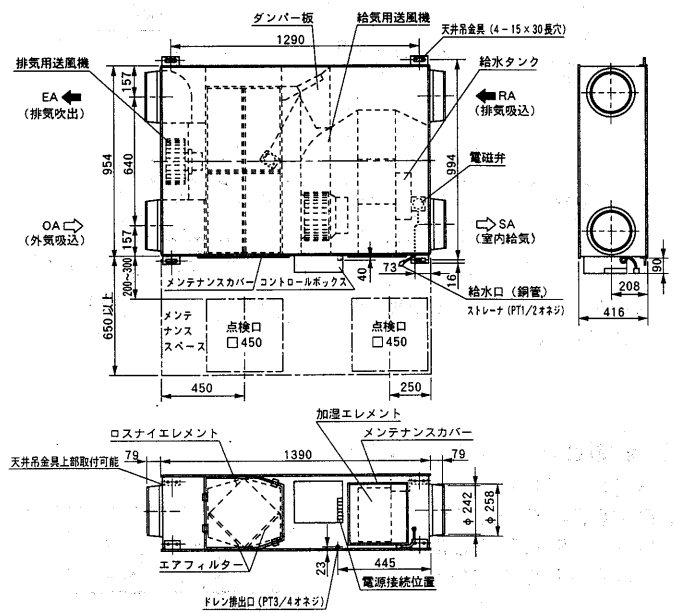 ダンパー板
給気用送風機
天井吊金具 (4-15×30長穴)
1290
排気用送風機
給水タンク
157
EA
(排気吹出)
RA
(排気吸込)
954
640
994
電磁弁
OA
(外気吸込)
SA
(室内給気)
157
200~300
メンテナンスカバー
コントロールボックス
40
73
16
給水口 (銅管)
ストレーナ (PT1/2オネジ)
90
208
416
650以上
メンテ
ナンス
スペース
点検口
□450
点検口
□450
450
250
加湿エレメント
ロスナイエレメント
メンテナンスカバー
天井吊金具上部取付可能
79
1390
79
φ242
φ258
エアフィルター
23
445
電源接続位置
ドレン排出口 (PT3/4オネジ)